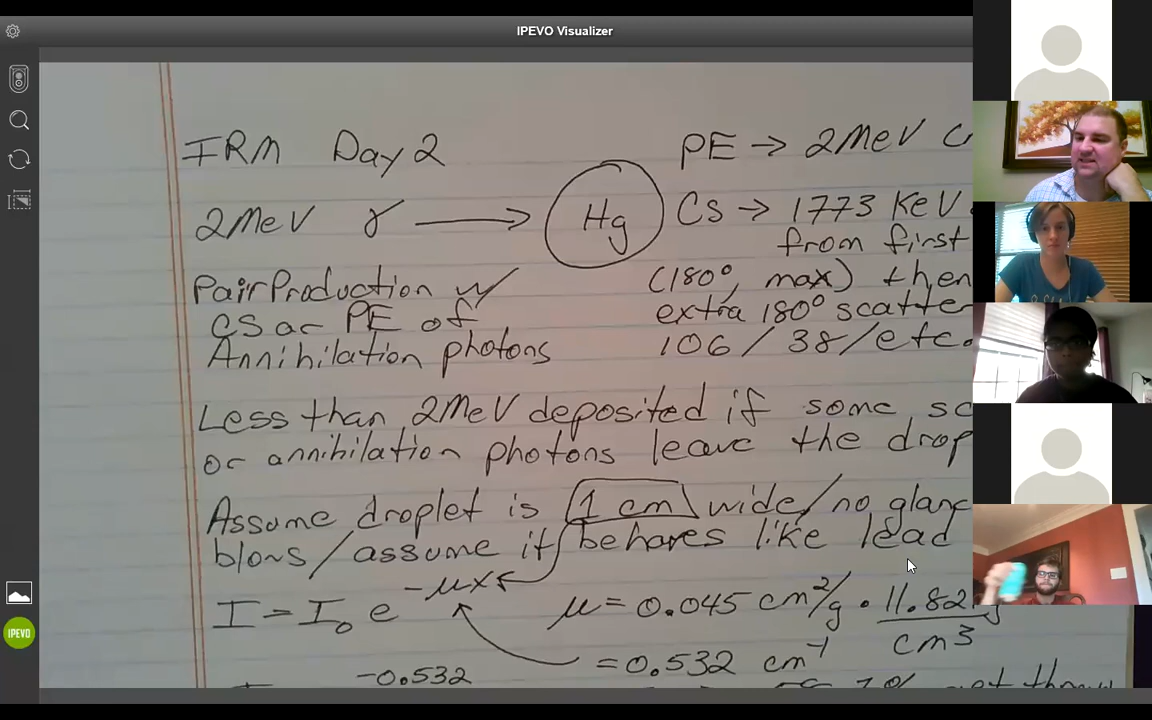 IPEVO Visualizer
IRM Day 2
PE → 2MeV
2MeV γ → Hg
Cs → 1773 KeV
from first
Pair Production w/
CS or PE of
Annihilation photons
(180°, max) then
extra 180° scatter
106 / 38/etc.
Less than 2MeV deposited if some
or annihilation photons leave the drop
Assume droplet is 1 cm wide/no glanc
blows/assume it behaves like lead
I = I₀ e^-μx
μ = 0.045 cm²/g · 11.82
cm³
= 0.532 cm⁻¹
-0.532
IPEVO